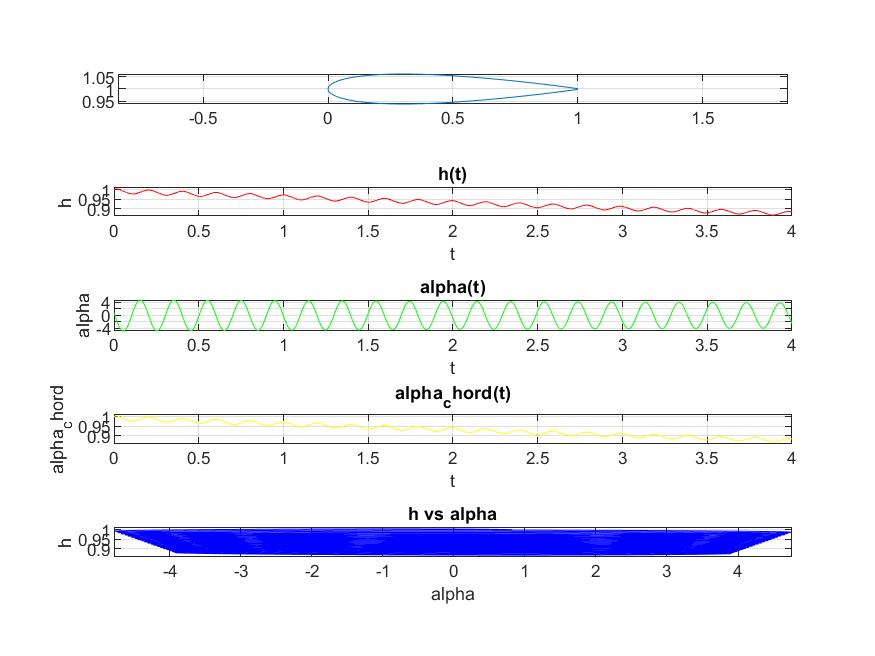 1.05
1
0.95
-0.5 0 0.5 1 1.5
h(t)
h
1
0.95
0.9
0 0.5 1 1.5 2 2.5 3 3.5 4
t
alpha(t)
alpha
4
0
-4
0 0.5 1 1.5 2 2.5 3 3.5 4
t
alpha_chord(t)
alpha_chord
1
0.95
0.9
0 0.5 1 1.5 2 2.5 3 3.5 4
t
h vs alpha
h
1
0.95
0.9
-4 -3 -2 -1 0 1 2 3 4
alpha